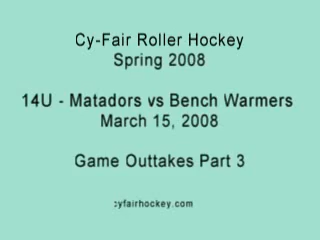 Cy-Fair Roller Hockey
Spring 2008
14U - Matadors vs Bench Warmers
March 15, 2008
Game Outtakes Part 3
cyfairhockey.com